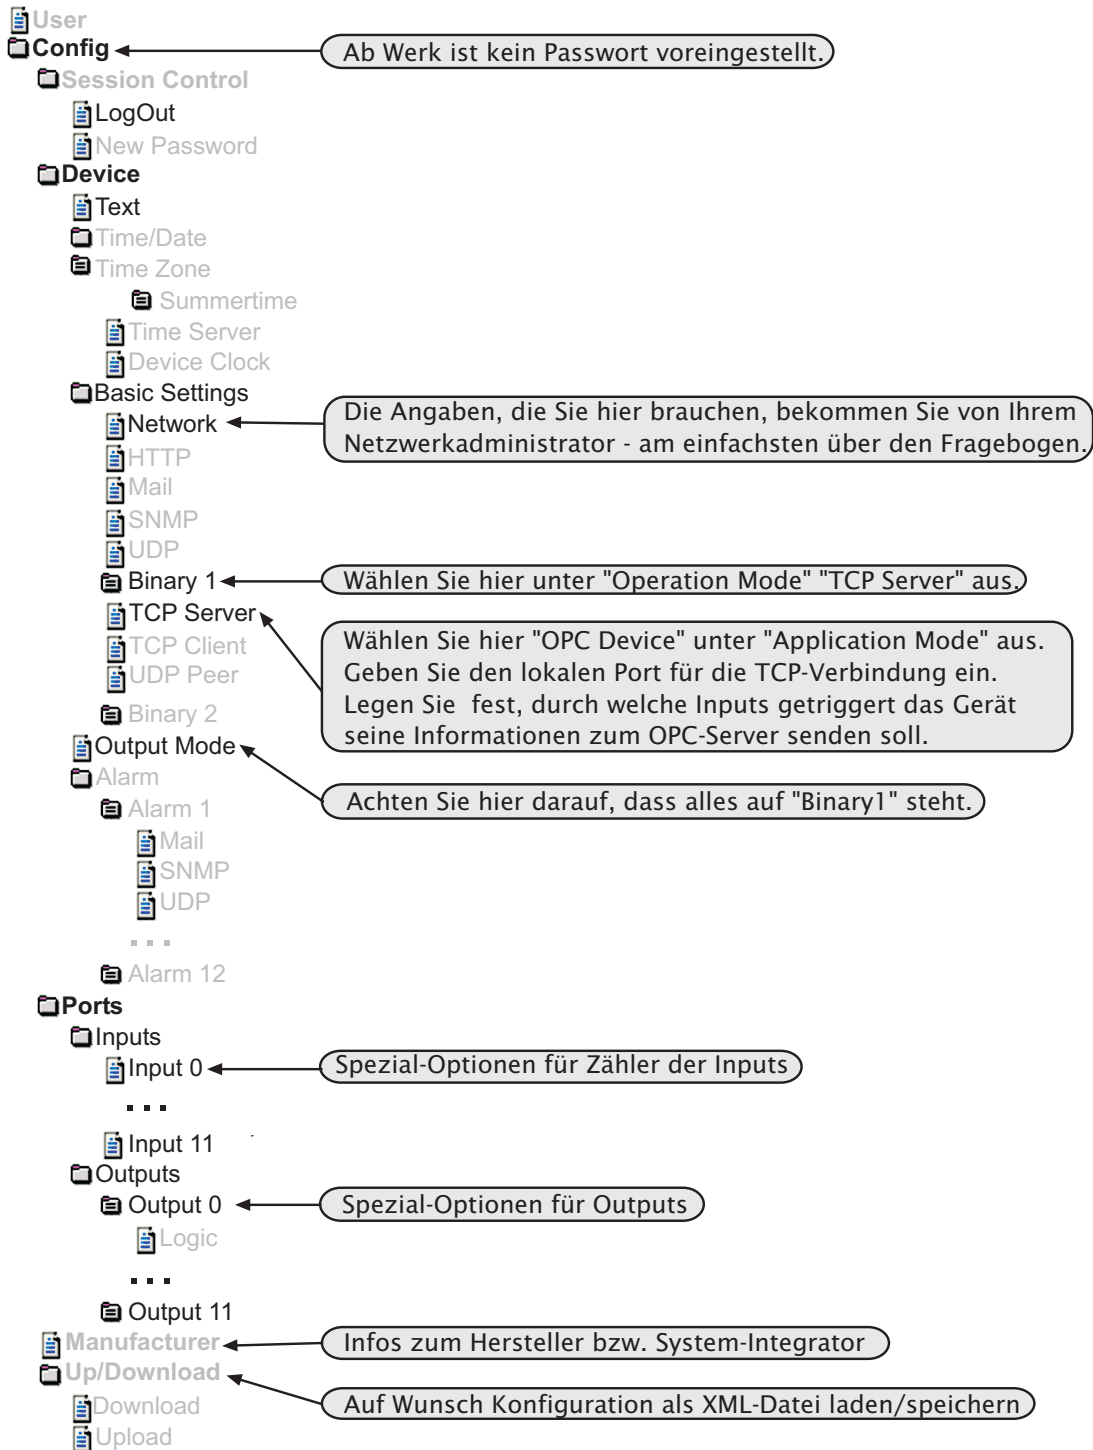 User
Config
Ab Werk ist kein Passwort voreingestellt.
Session Control
LogOut
New Password
Device
Text
Time/Date
Time Zone
Summertime
Time Server
Device Clock
Basic Settings
Network
Die Angaben, die Sie hier brauchen, bekommen Sie von Ihrem
Netzwerkadministrator - am einfachsten über den Fragebogen.
HTTP
Mail
SNMP
UDP
Binary 1
Wählen Sie hier unter "Operation Mode" "TCP Server" aus.
TCP Server
Wählen Sie hier "OPC Device" unter "Application Mode" aus.
Geben Sie den lokalen Port für die TCP-Verbindung ein.
Legen Sie  fest, durch welche Inputs getriggert das Gerät
seine Informationen zum OPC-Server senden soll.
TCP Client
UDP Peer
Binary 2
Output Mode
Achten Sie hier darauf, dass alles auf "Binary1" steht.
Alarm
Alarm 1
Mail
SNMP
UDP
...
Alarm 12
Ports
Inputs
Input 0
Spezial-Optionen für Zähler der Inputs
...
Input 11
Outputs
Output 0
Spezial-Optionen für Outputs
Logic
...
Output 11
Manufacturer
Infos zum Hersteller bzw. System-Integrator
Up/Download
Auf Wunsch Konfiguration als XML-Datei laden/speichern
Download
Upload